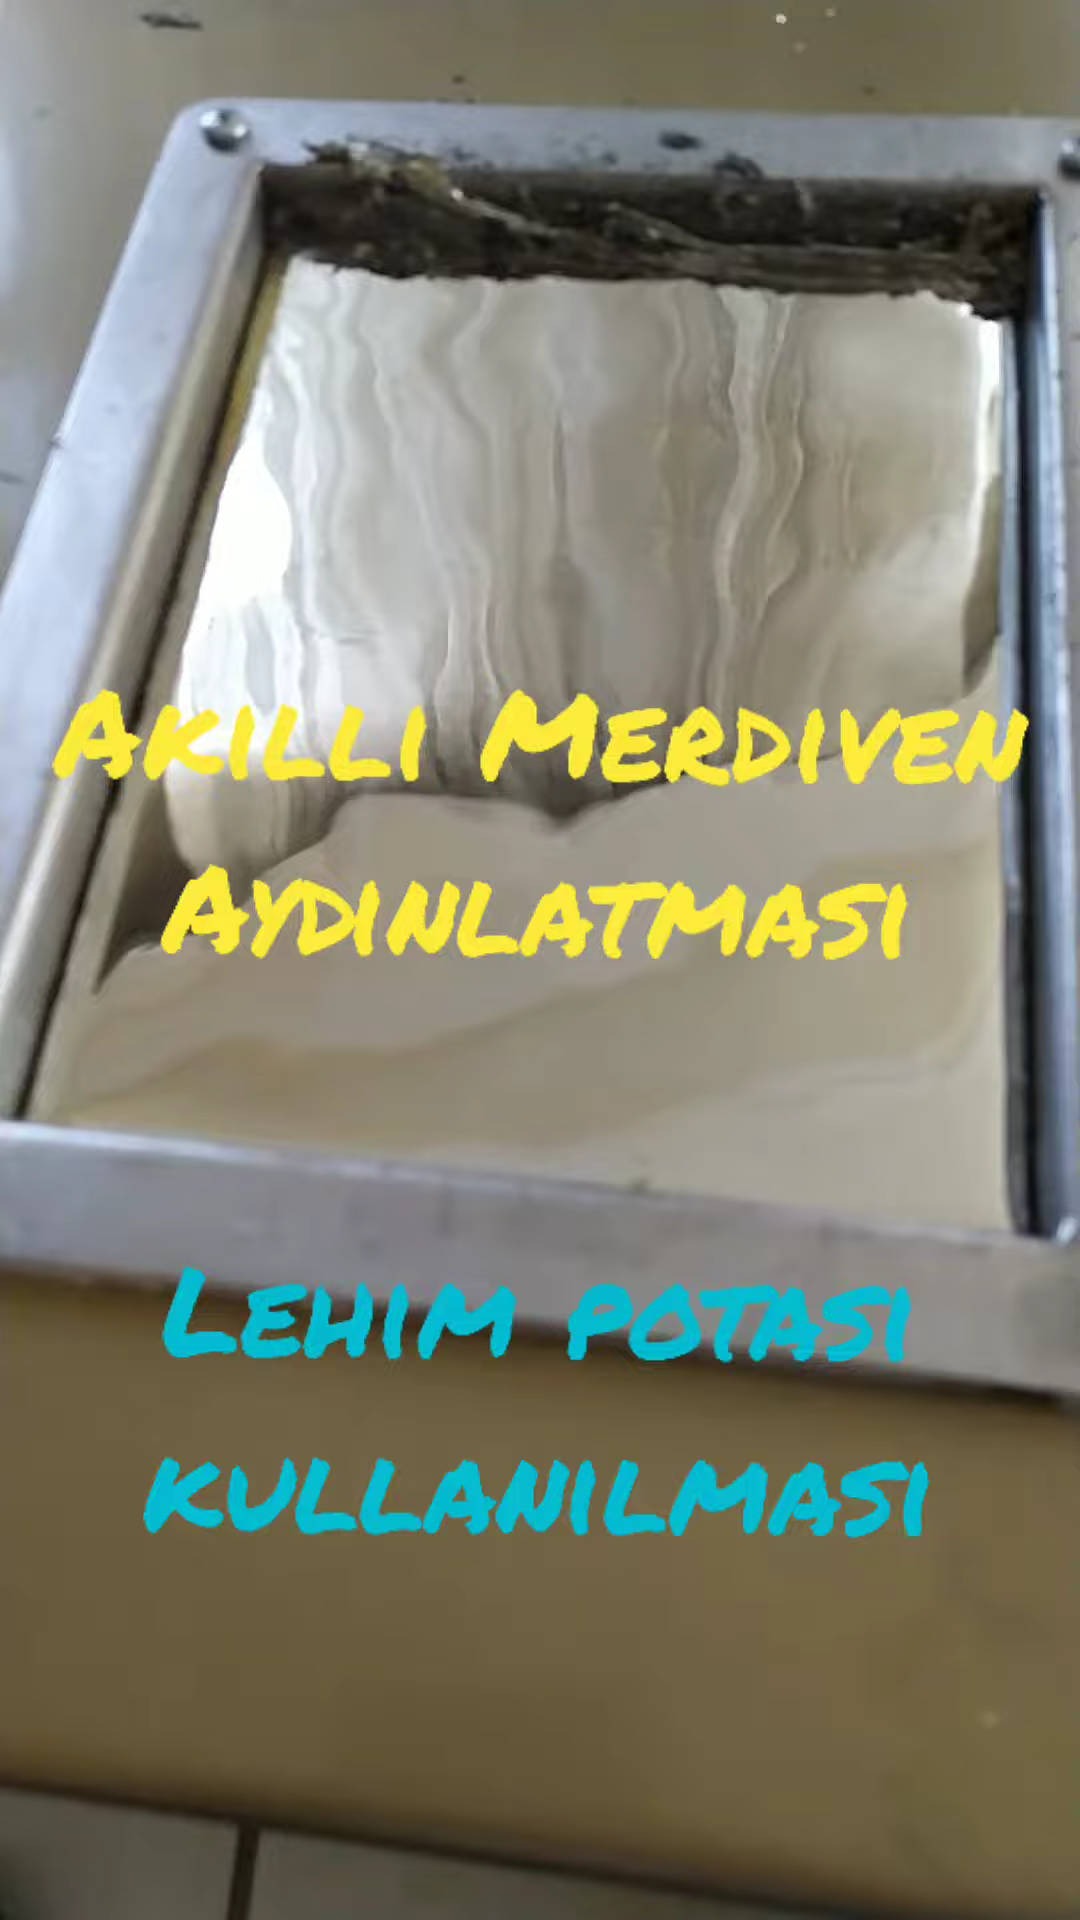 Akıllı Merdiven
Aydınlatması
Lehim potası
kullanılması